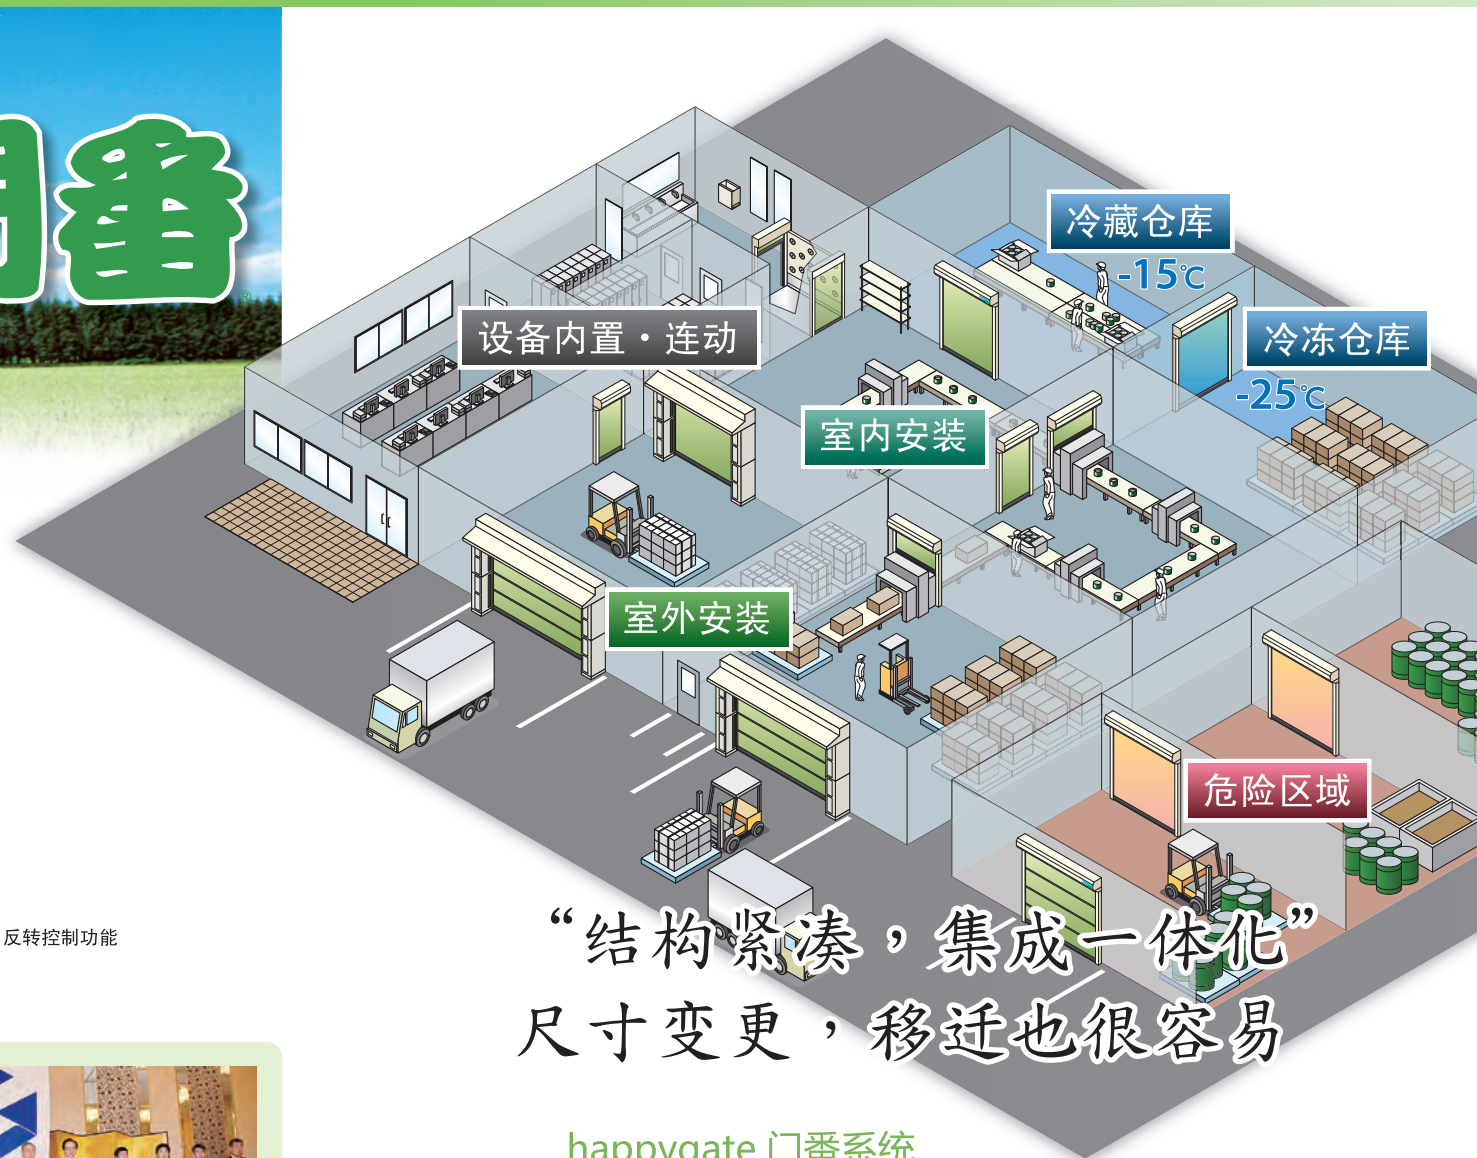 番
®
冷藏仓库
-15℃
冷冻仓库
-25℃
设备内置・连动
室内安装
室外安装
危险区域
反转控制功能
“结构紧凑，集成一体化”
尺寸变更，移迁也很容易
happygate 门番系统